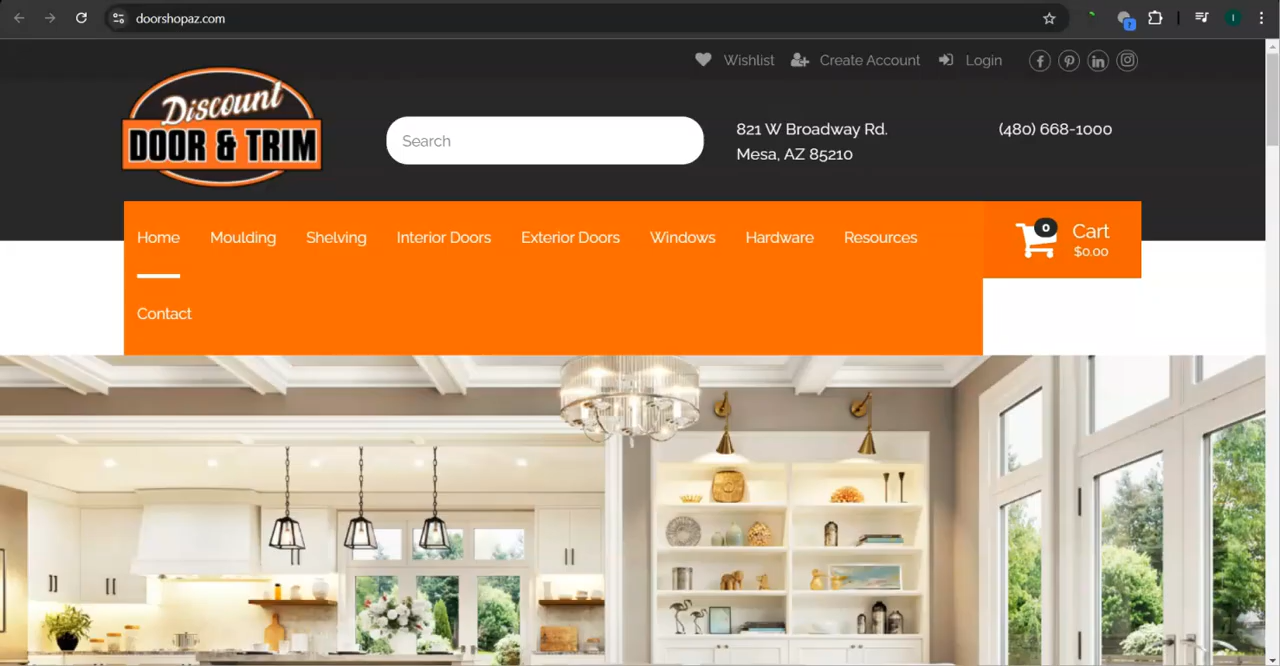 doorshopaz.com
Wishlist Create Account Login
Discount
DOOR & TRIM
Search
821 W Broadway Rd.
Mesa, AZ 85210
(480) 668-1000
Home Moulding Shelving Interior Doors Exterior Doors Windows Hardware Resources
Contact
0
Cart
$0.00